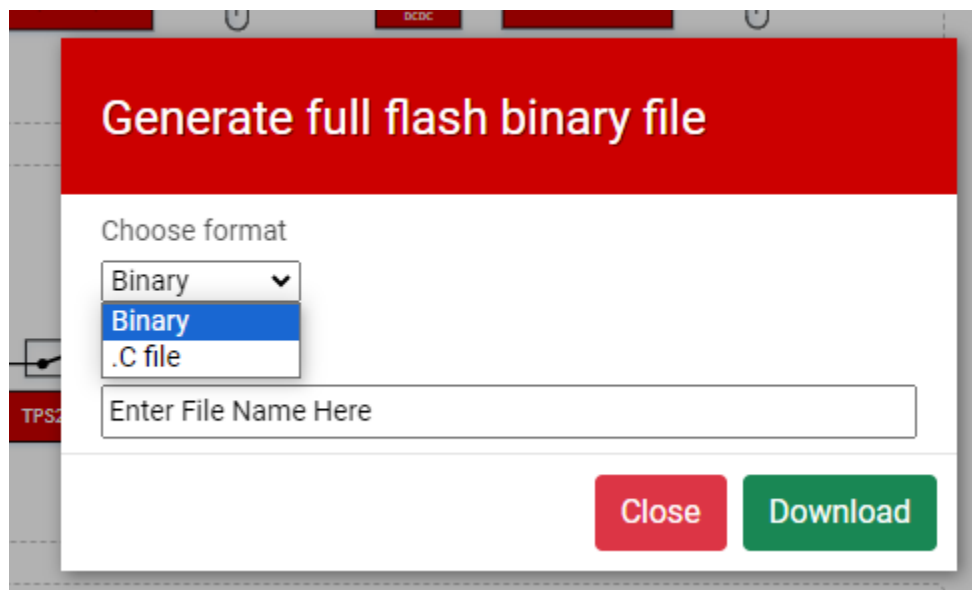 DCDC
Generate full flash binary file
Choose format
Binary
Binary
.C file
TPS2
Enter File Name Here
Close
Download